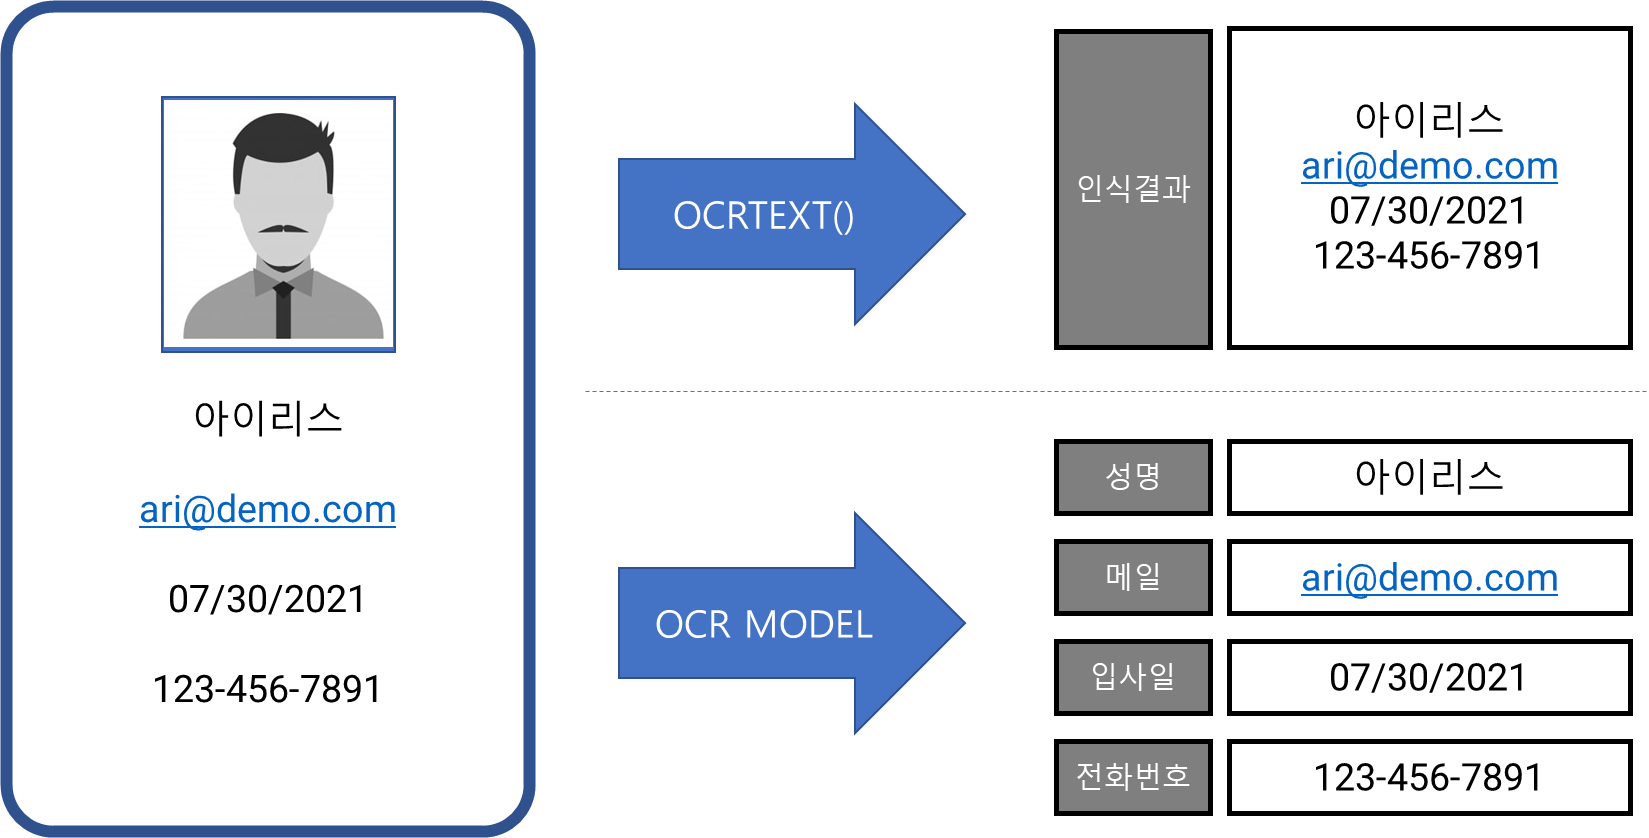 아이리스
ari@demo.com
07/30/2021
123-456-7891
OCRTEXT()
인식결과
아이리스
ari@demo.com
07/30/2021
123-456-7891
OCR MODEL
성명
아이리스
메일
ari@demo.com
입사일
07/30/2021
전화번호
123-456-7891